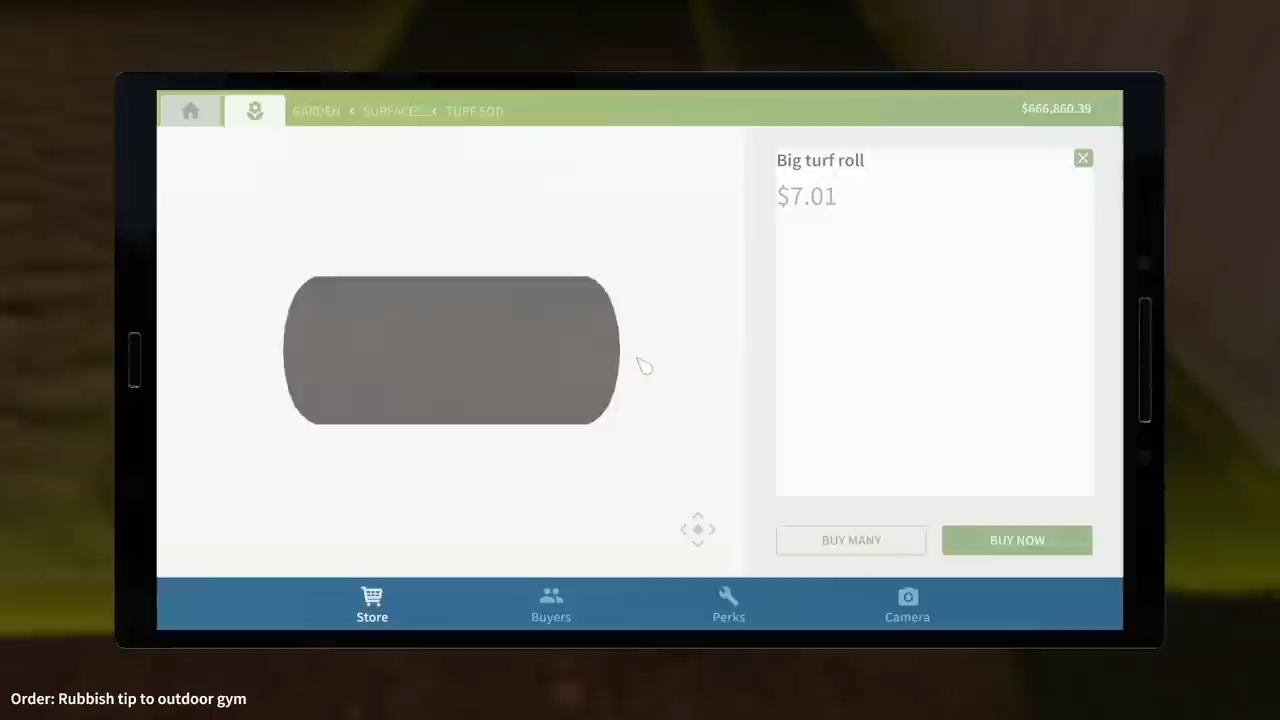 GARDEN < SURFACES < TURF SOD
$666,860.39
Big turf roll
$7.01
BUY MANY
BUY NOW
Store
Buyers
Perks
Camera
Order: Rubbish tip to outdoor gym